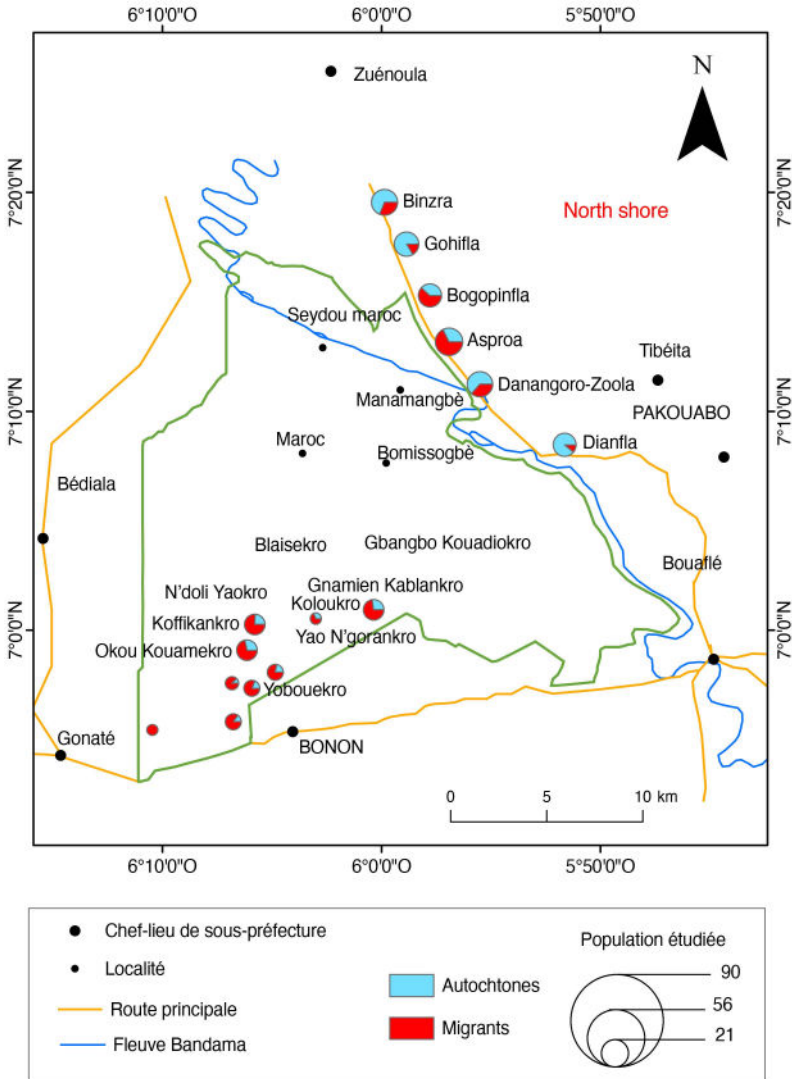 6°10'0"O 6°00'0"O 5°50'0"O
Zuénoula
N
7°20'0"N
7°20'0"N
Binzra
North shore
Gohifla
Bogopinfla
Seydou maroc
Asproa
Tibéita
Danangoro-Zoola
Manamangbè
PAKOUABO
7°10'0"N
7°10'0"N
Maroc
Dianfla
Bomissogbè
Bédiala
Blaisekro
Gbangbo Kouadiokro
Bouaflé
N'doli Yaokro
Gnamien Kablankro
Koloukro
Koffikankro
Yao N'gorankro
7°0'0"N
7°0'0"N
Okou Kouamekro
Yobouekro
Gonaté
BONON
0 5 10 km
6°10'0"O 6°00'0"O 5°50'0"O
Chef-lieu de sous-préfecture
Localité
Route principale
Fleuve Bandama
Autochtones
Migrants
Population étudiée
90
56
21